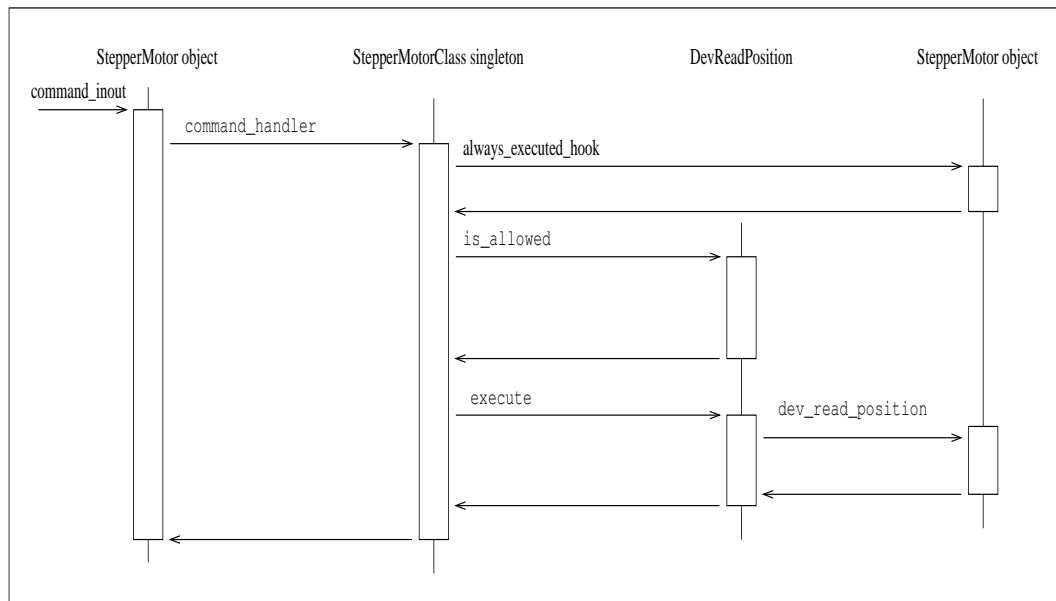 StepperMotor object
StepperMotorClass singleton
DevReadPosition
StepperMotor object
command_inout
command_handler
always_executed_hook
is_allowed
execute
dev_read_position